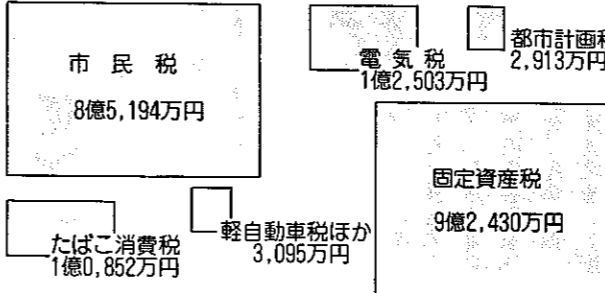 市民税
8億5,194万円
電気税
1億2,503万円
都市計画税
2,913万円
固定資産税
9億2,430万円
たばこ消費税
1億0,852万円
軽自動車税ほか
3,095万円